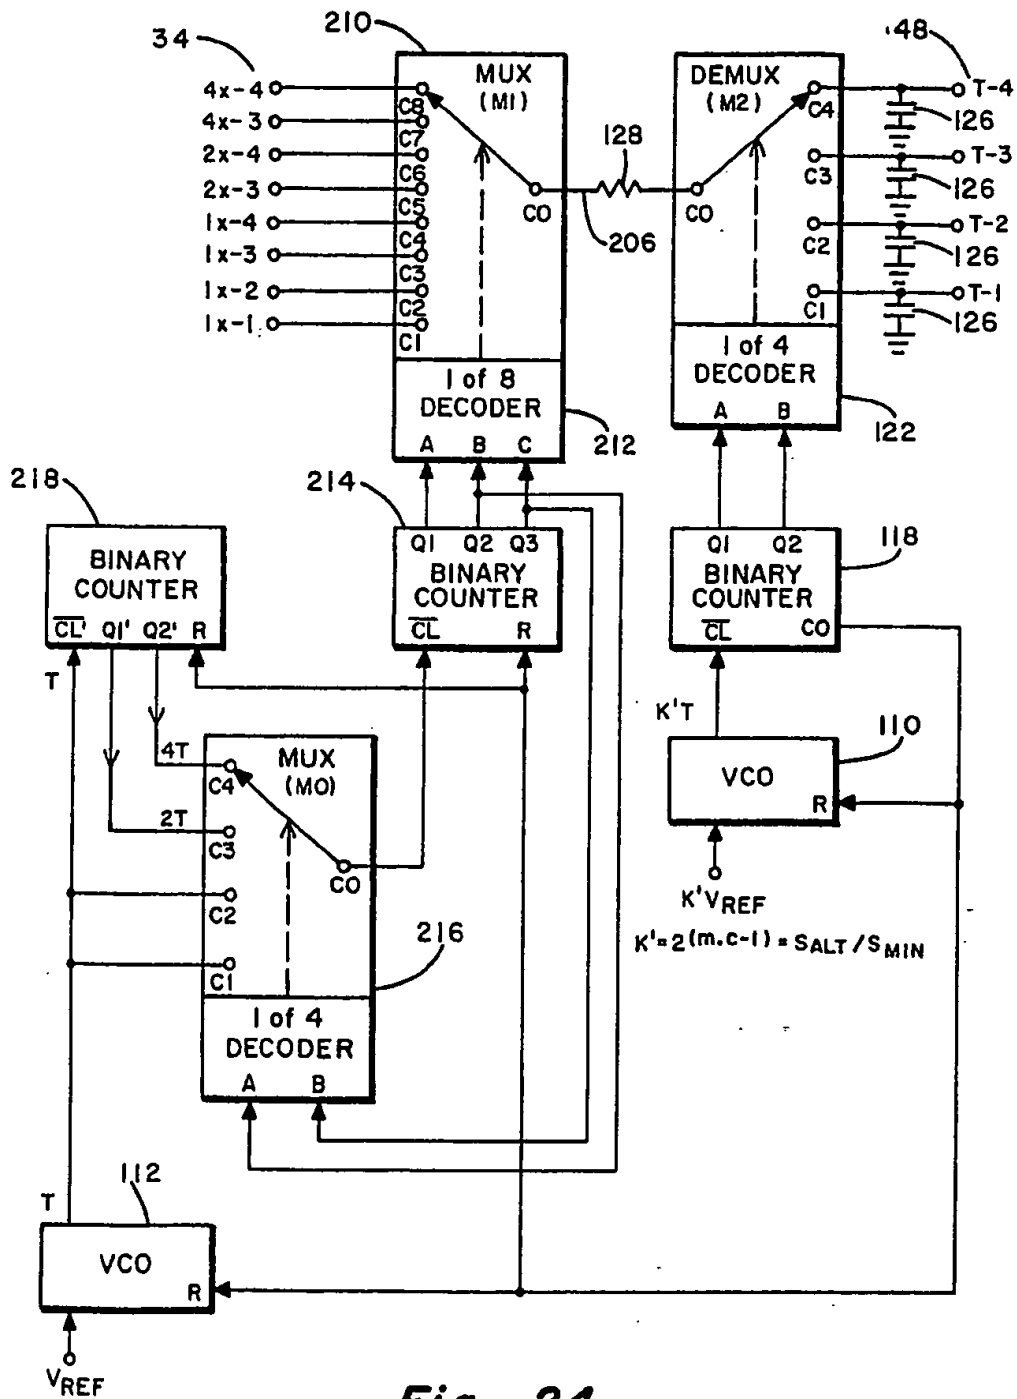 210
34
148
MUX
(M1)
DEMUX
(M2)
4x-4
4x-3
2x-4
2x-3
1x-4
1x-3
1x-2
1x-1
C8
C7
C6
C5
C4
C3
C2
C1
CO
128
206
CO
C4
C3
C2
C1
T-4
126
T-3
126
T-2
126
T-1
126
1 of 8
DECODER
A B C
212
1 of 4
DECODER
A B
122
218
214
118
BINARY
COUNTER
CL' Q1' Q2' R
Q1 Q2 Q3
BINARY
COUNTER
CL R
Q1 Q2
BINARY
COUNTER
CL CO
T
4T
2T
MUX
(MO)
C4
C3
C2
C1
CO
216
1 of 4
DECODER
A B
K'T
110
VCO
R
K'VREF
K'=2(m.c-1)=SALT/SMIN
112
T
VCO
R
VREF